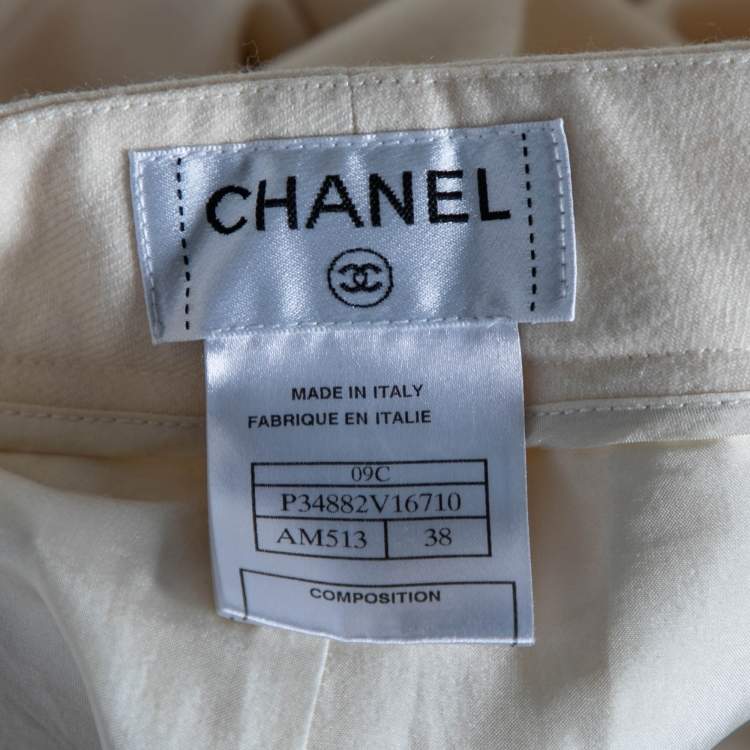 CHANEL
MADE IN ITALY
FABRIQUE EN ITALIE
09C
P34882V16710
AM513 38
COMPOSITION